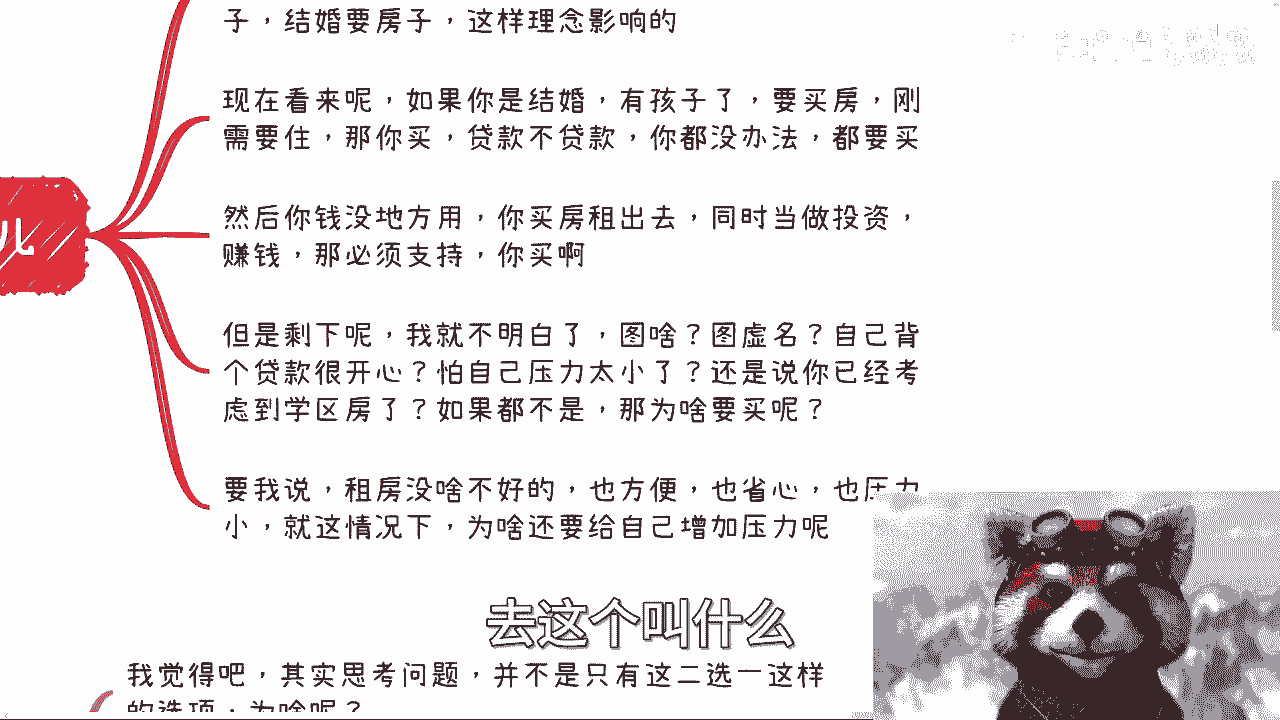 子，结婚要房子，这样理念影响的
现在看来呢，如果你是结婚，有孩子了，要买房，刚
需要住，那你买，贷款不贷款，你都没办法，都要买
然后你钱没地方用，你买房租出去，同时当做投资，
赚钱，那必须支持，你买啊
但是剩下呢，我就不明白了，图啥？图虚名？自己背
个贷款很开心？怕自己压力太小了？还是说你已经考
虑到学区房了？如果都不是，那为啥要买呢？
要我说，租房没啥不好的，也方便，也省心，也压力
小，就这情况下，为啥还要给自己增加压力呢
去这个叫什么
我觉得吧，其实思考问题，并不是只有这二选一这样
的选项，为啥呢？